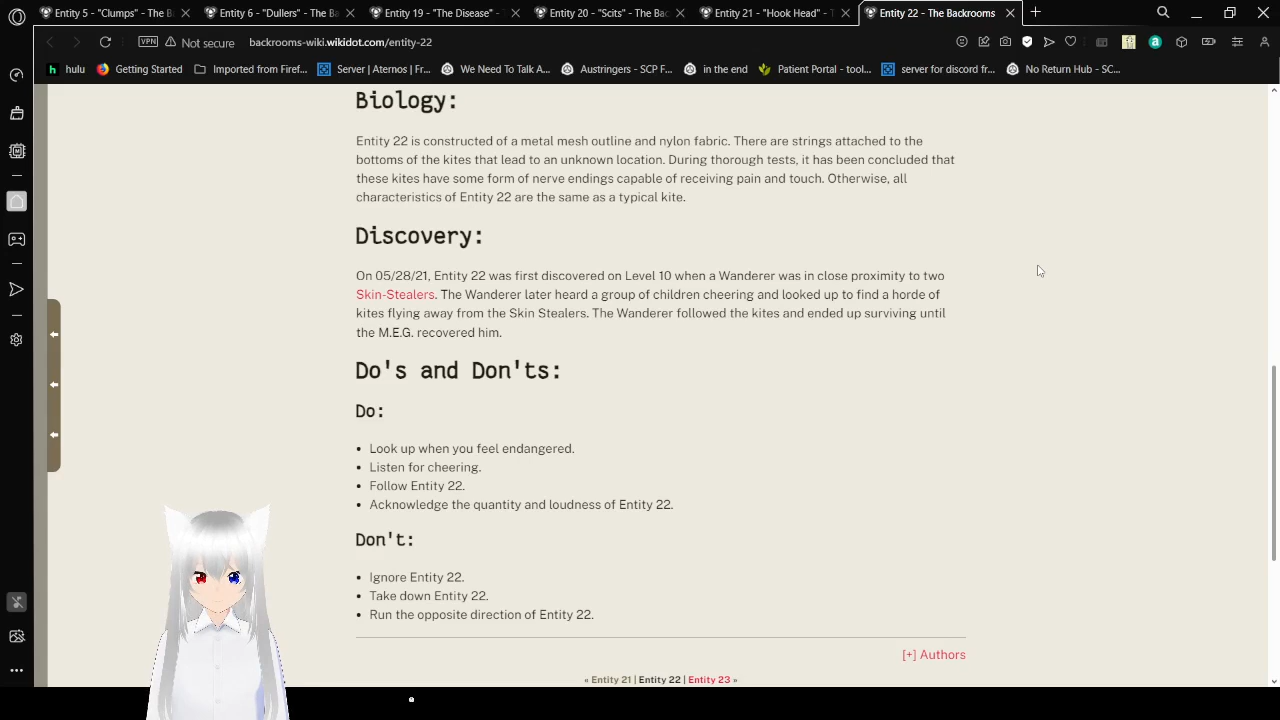 Entity 5 - "Clumps" - The B
Entity 6 - "Dullers" - The Ba
Entity 19 - "The Disease" -
Entity 20 - "Scits" - The Bac
Entity 21 - "Hook Head" - T
Entity 22 - The Backrooms
VPN
Not secure
backrooms-wiki.wikidot.com/entity-22
h hulu
Getting Started
Imported from Firef...
Server | Aternos | Fr...
We Need To Talk A...
Austringers - SCP F...
in the end
Patient Portal - tool...
server for discord fr...
No Return Hub - SC...
Biology:
Entity 22 is constructed of a metal mesh outline and nylon fabric. There are strings attached to the
bottoms of the kites that lead to an unknown location. During thorough tests, it has been concluded that
these kites have some form of nerve endings capable of receiving pain and touch. Otherwise, all
characteristics of Entity 22 are the same as a typical kite.
Discovery:
On 05/28/21, Entity 22 was first discovered on Level 10 when a Wanderer was in close proximity to two
Skin-Stealers. The Wanderer later heard a group of children cheering and looked up to find a horde of
kites flying away from the Skin Stealers. The Wanderer followed the kites and ended up surviving until
the M.E.G. recovered him.
Do's and Don'ts:
Do:
• Look up when you feel endangered.
• Listen for cheering.
• Follow Entity 22.
• Acknowledge the quantity and loudness of Entity 22.
Don't:
• Ignore Entity 22.
• Take down Entity 22.
• Run the opposite direction of Entity 22.
[+] Authors
« Entity 21 | Entity 22 | Entity 23 »